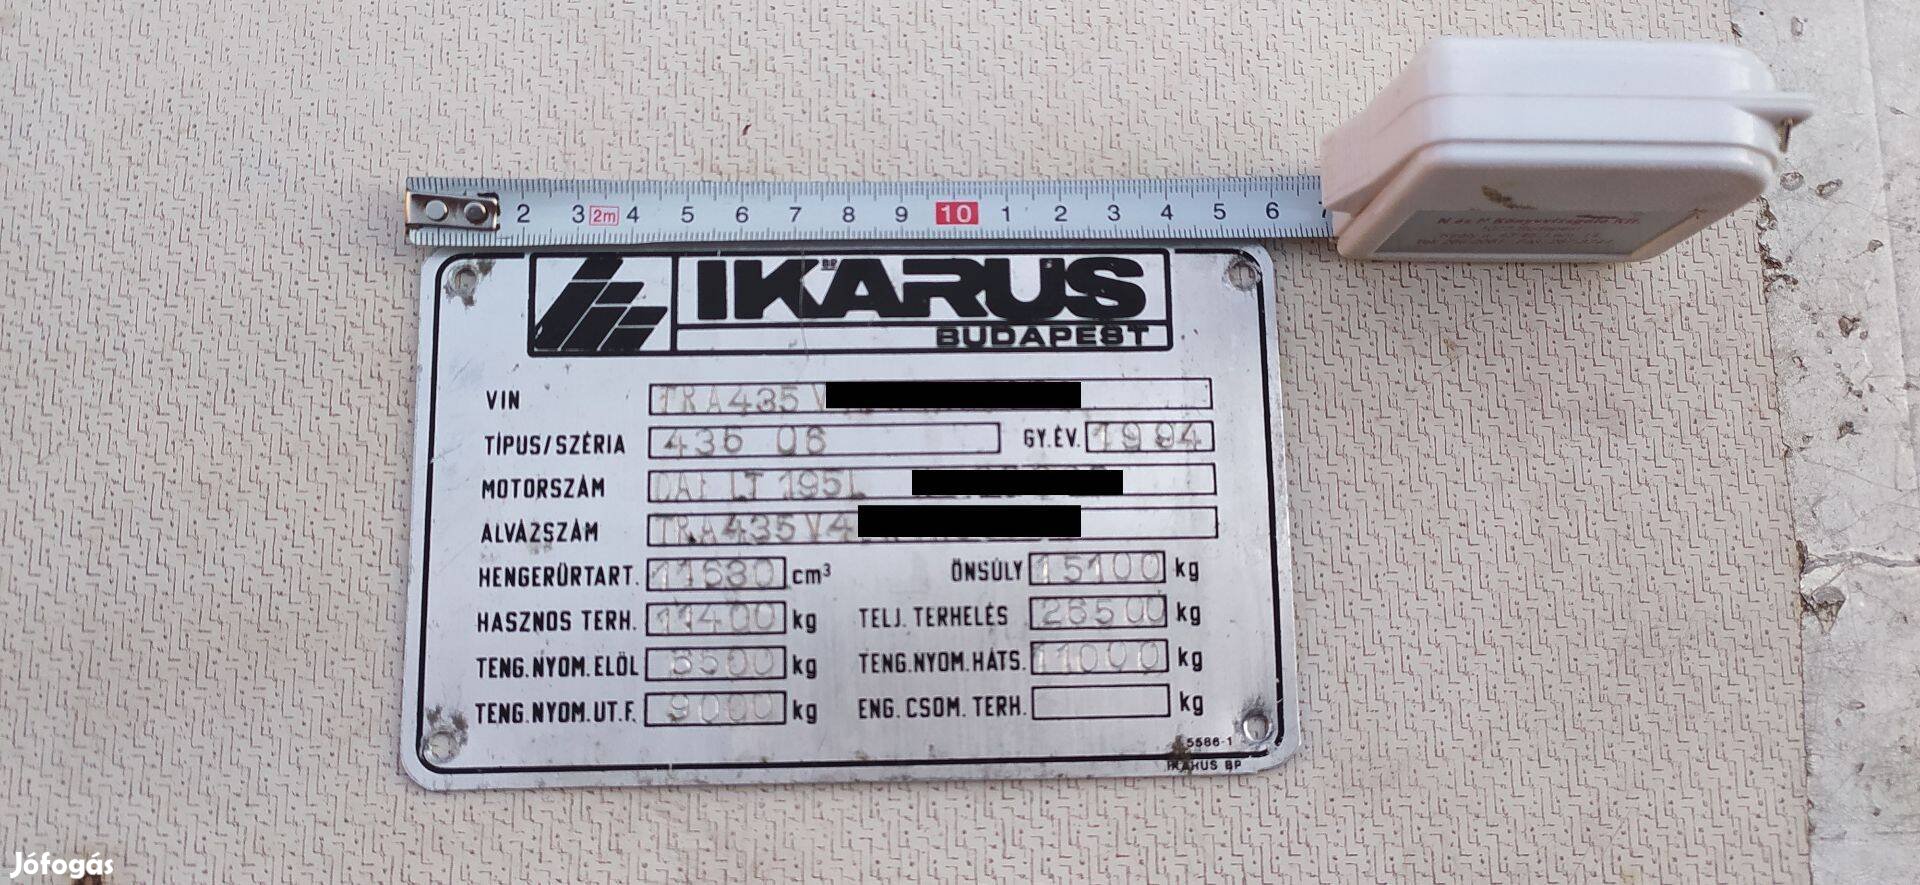 2 3 2m 4 5 6 7 8 9 10 1 2 3 4 5 6 7
IKARUS
BP
BUDAPEST
VIN TRA435V
TÍPUS/SZÉRIA 435 06 GY.ÉV. 1994
MOTORSZÁM DAF LT 195L
ALVÁZSZÁM TRA435V4
HENGERŰRTART. 11630 cm³ ÖNSÚLY 15100 kg
HASZNOS TERH. 11400 kg TELJ. TERHELÉS 26500 kg
TENG.NYOM.ELÖL 6500 kg TENG.NYOM.HÁTS. 11000 kg
TENG.NYOM.UT.F. 9000 kg ENG. CSOM. TERH. kg
5586-1
IKARUS BP
Jófogás